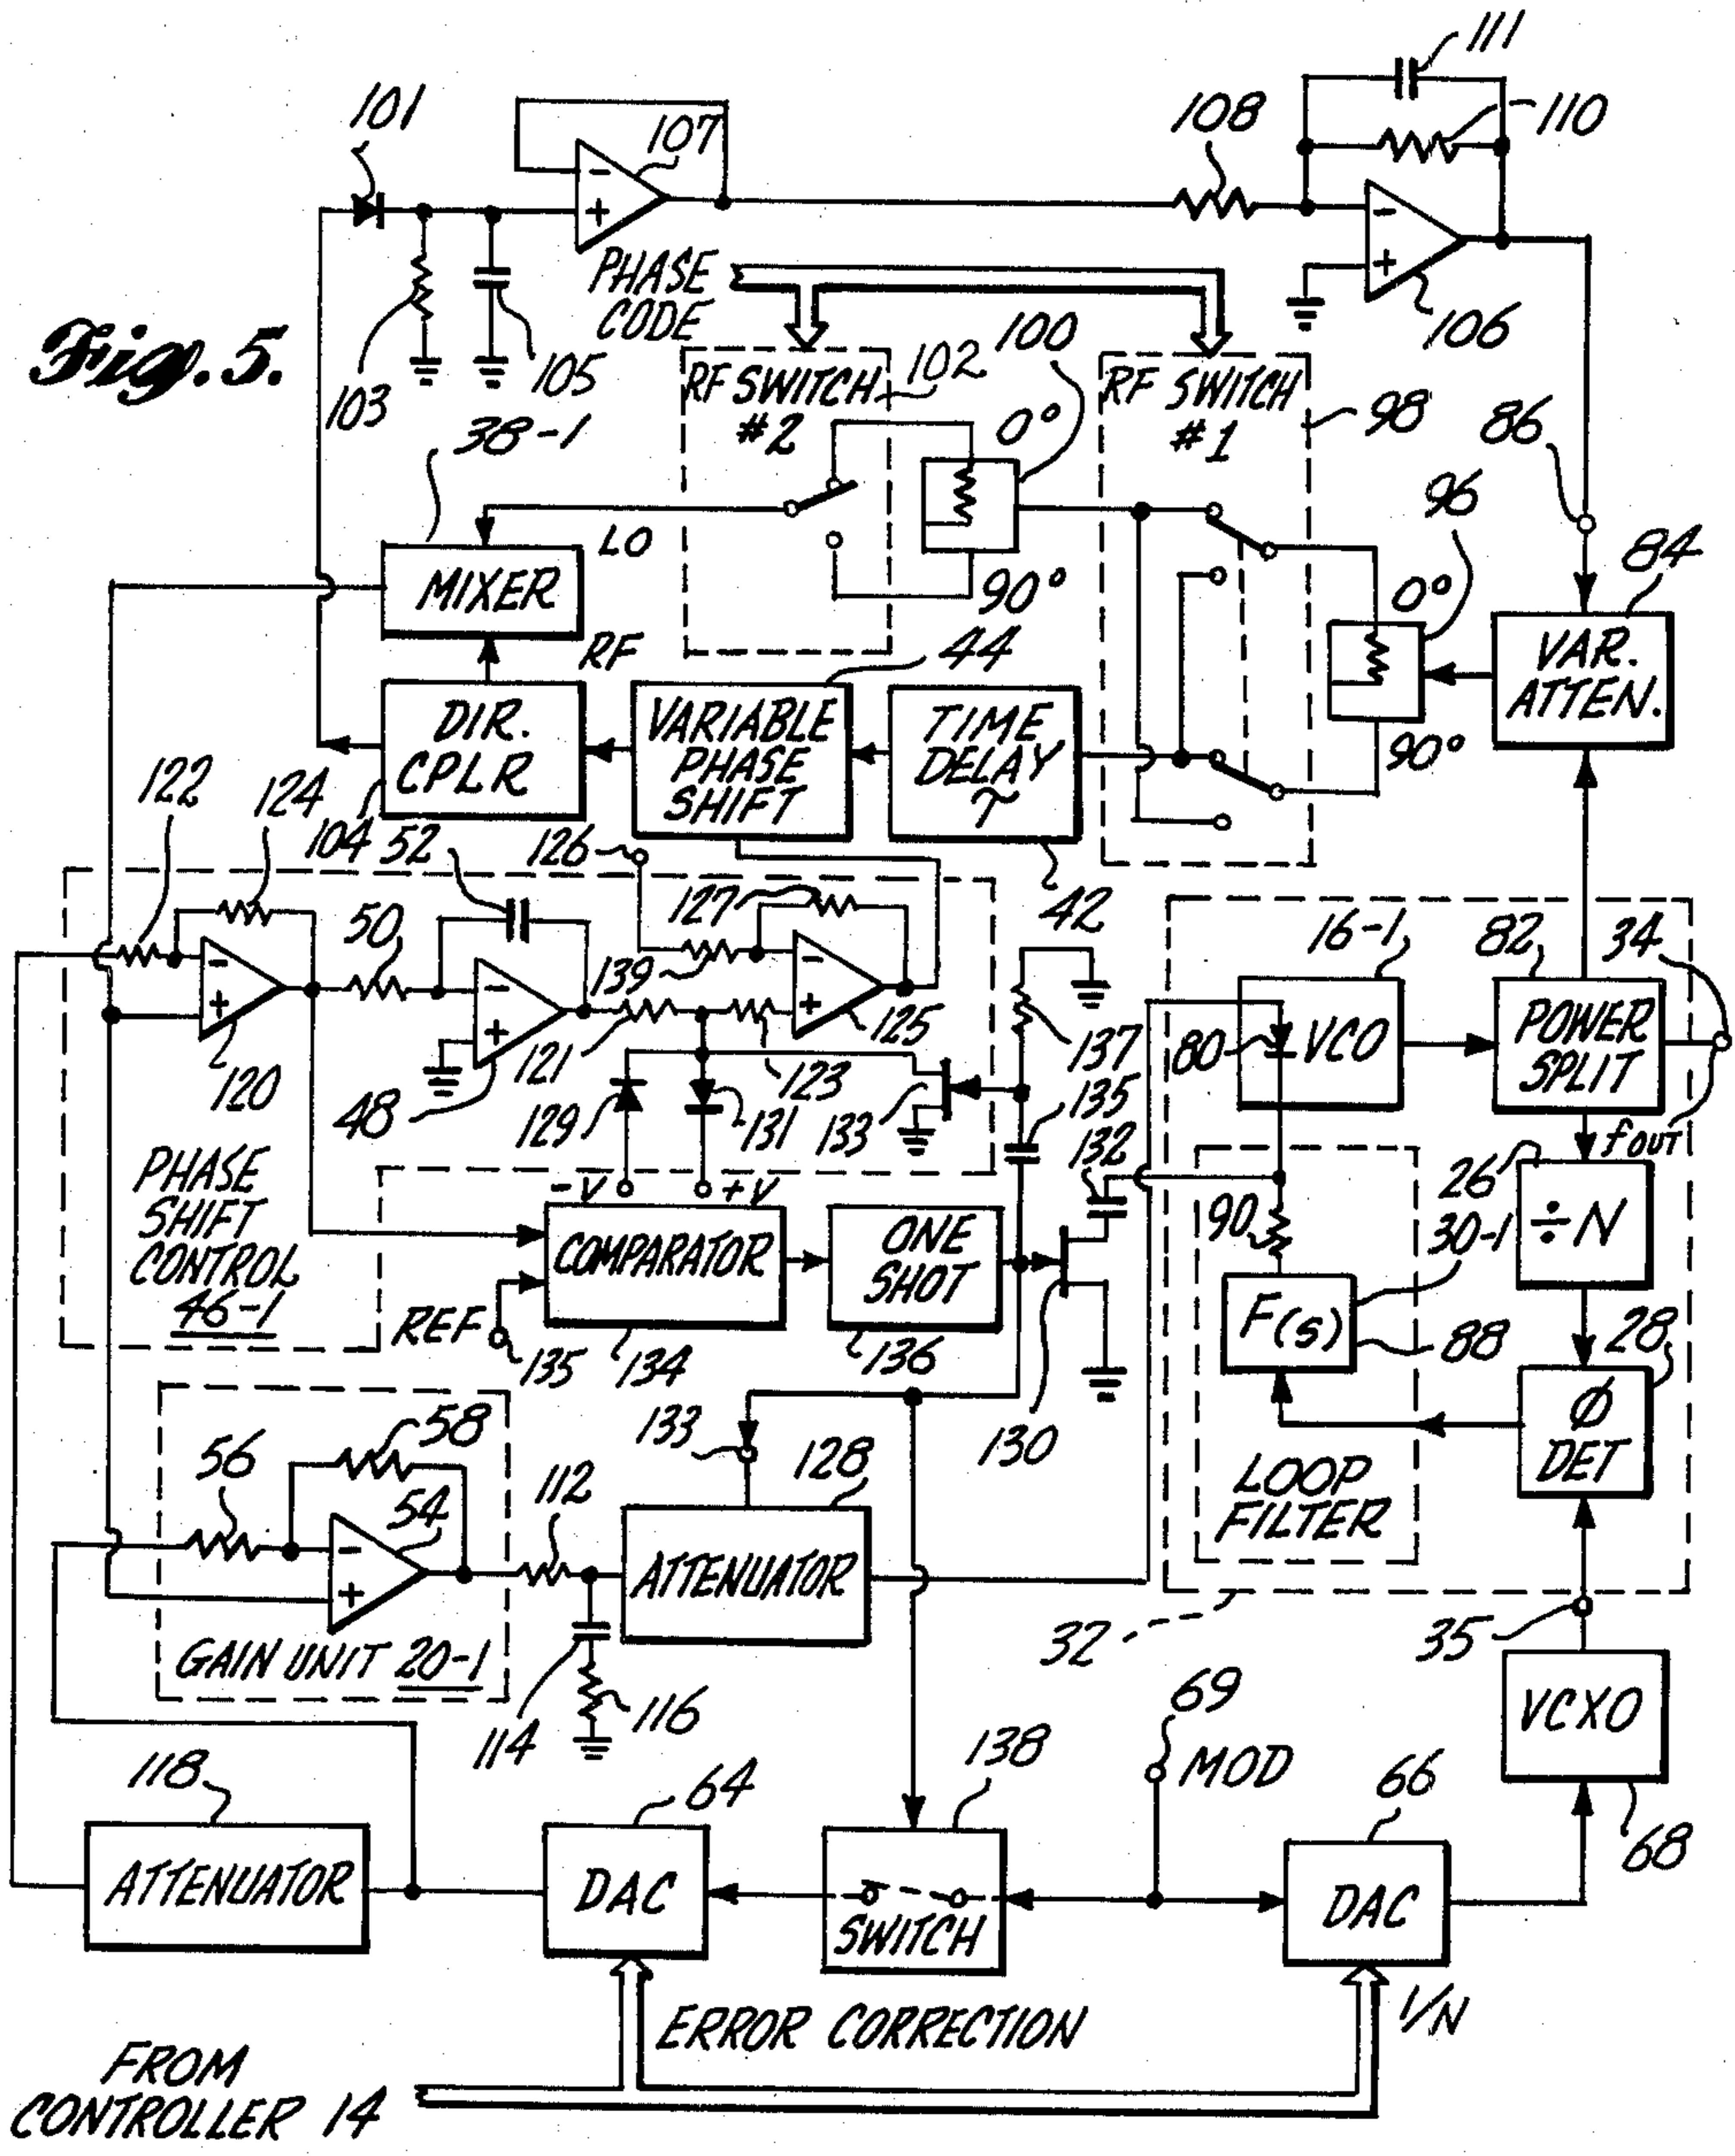 111
101
107
108
110
-
+
-
+
PHASE
CODE
Fig. 5.
103
105
100
106
RF SWITCH
#2
102
RF SWITCH
#1
98
86
38-1
0°
96
84
LO
MIXER
90°
0°
VAR.
ATTEN.
RF
44
DIR.
CPLR
VARIABLE
PHASE
SHIFT
TIME
DELAY
τ
90°
122
124
104
52
126
127
42
50
16-1
82
34
-
+
-
+
139
-
+
120
48
121
123
125
137
80
VCO
POWER
SPLIT
129
131
133
135
132
fOUT
PHASE
SHIFT
CONTROL
46-1
-V
+V
26
÷N
30-1
90
COMPARATOR
ONE
SHOT
REF
135
134
136
F(s)
88
28
133
130
φ
DET
58
56
54
112
128
LOOP
FILTER
-
+
ATTENUATOR
GAIN UNIT 20-1
32
35
114
116
69
MOD
VCXO
118
64
138
66
68
ATTENUATOR
DAC
SWITCH
DAC
ERROR CORRECTION
1/N
FROM
CONTROLLER 14